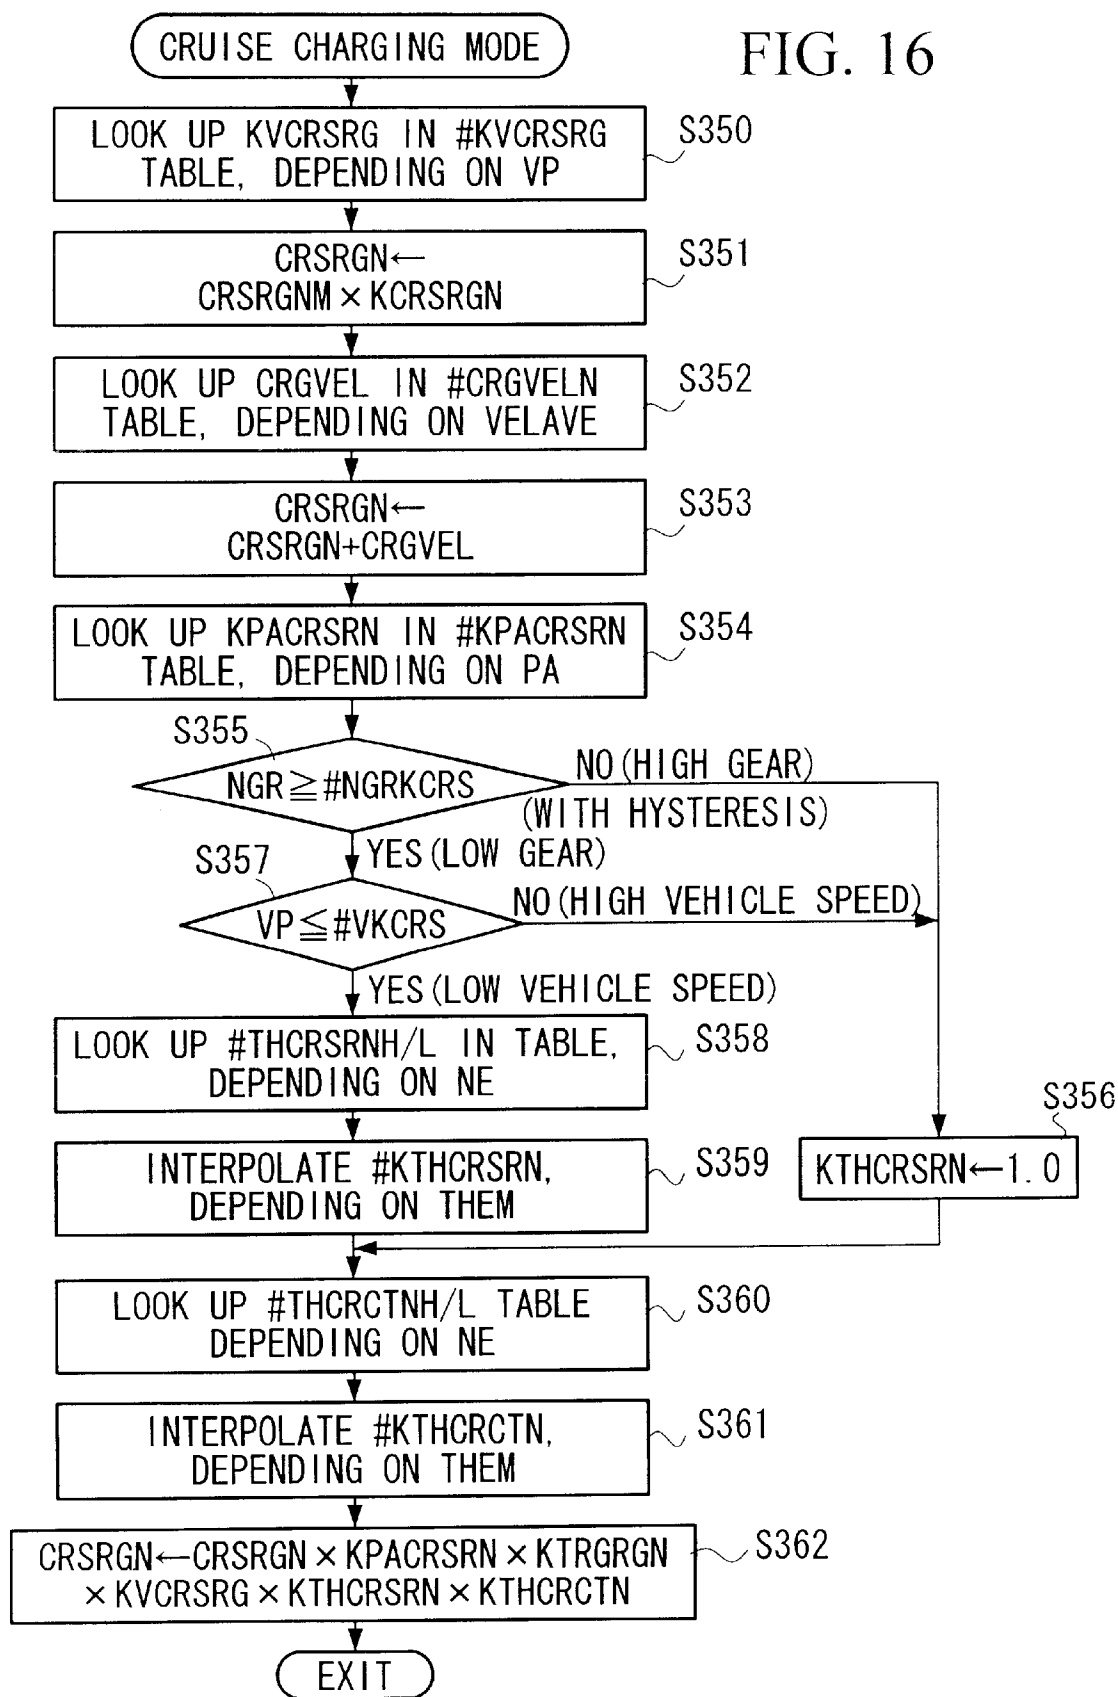 CRUISE CHARGING MODE
FIG. 16
LOOK UP KVCRSRG IN #KVCRSRG
TABLE, DEPENDING ON VP
S350
CRSRGN←
CRSRGNM×KCRSRGN
S351
LOOK UP CRGVEL IN #CRGVELN
TABLE, DEPENDING ON VELAVE
S352
CRSRGN←
CRSRGN+CRGVEL
S353
LOOK UP KPACRSRN IN #KPACRSRN
TABLE, DEPENDING ON PA
S354
S355
NGR≧#NGRKCRS
NO(HIGH GEAR)
(WITH HYSTERESIS)
YES(LOW GEAR)
S357
VP≦#VKCRS
NO(HIGH VEHICLE SPEED)
YES(LOW VEHICLE SPEED)
LOOK UP #THCRSRNH/L IN TABLE,
DEPENDING ON NE
S358
S356
KTHCRSRN←1.0
INTERPOLATE #KTHCRSRN,
DEPENDING ON THEM
S359
LOOK UP #THCRCTNH/L TABLE
DEPENDING ON NE
S360
INTERPOLATE #KTHCRCTN,
DEPENDING ON THEM
S361
CRSRGN←CRSRGN×KPACRSRN×KTRGRGN
×KVCRSRG×KTHCRSRN×KTHCRCTN
S362
EXIT